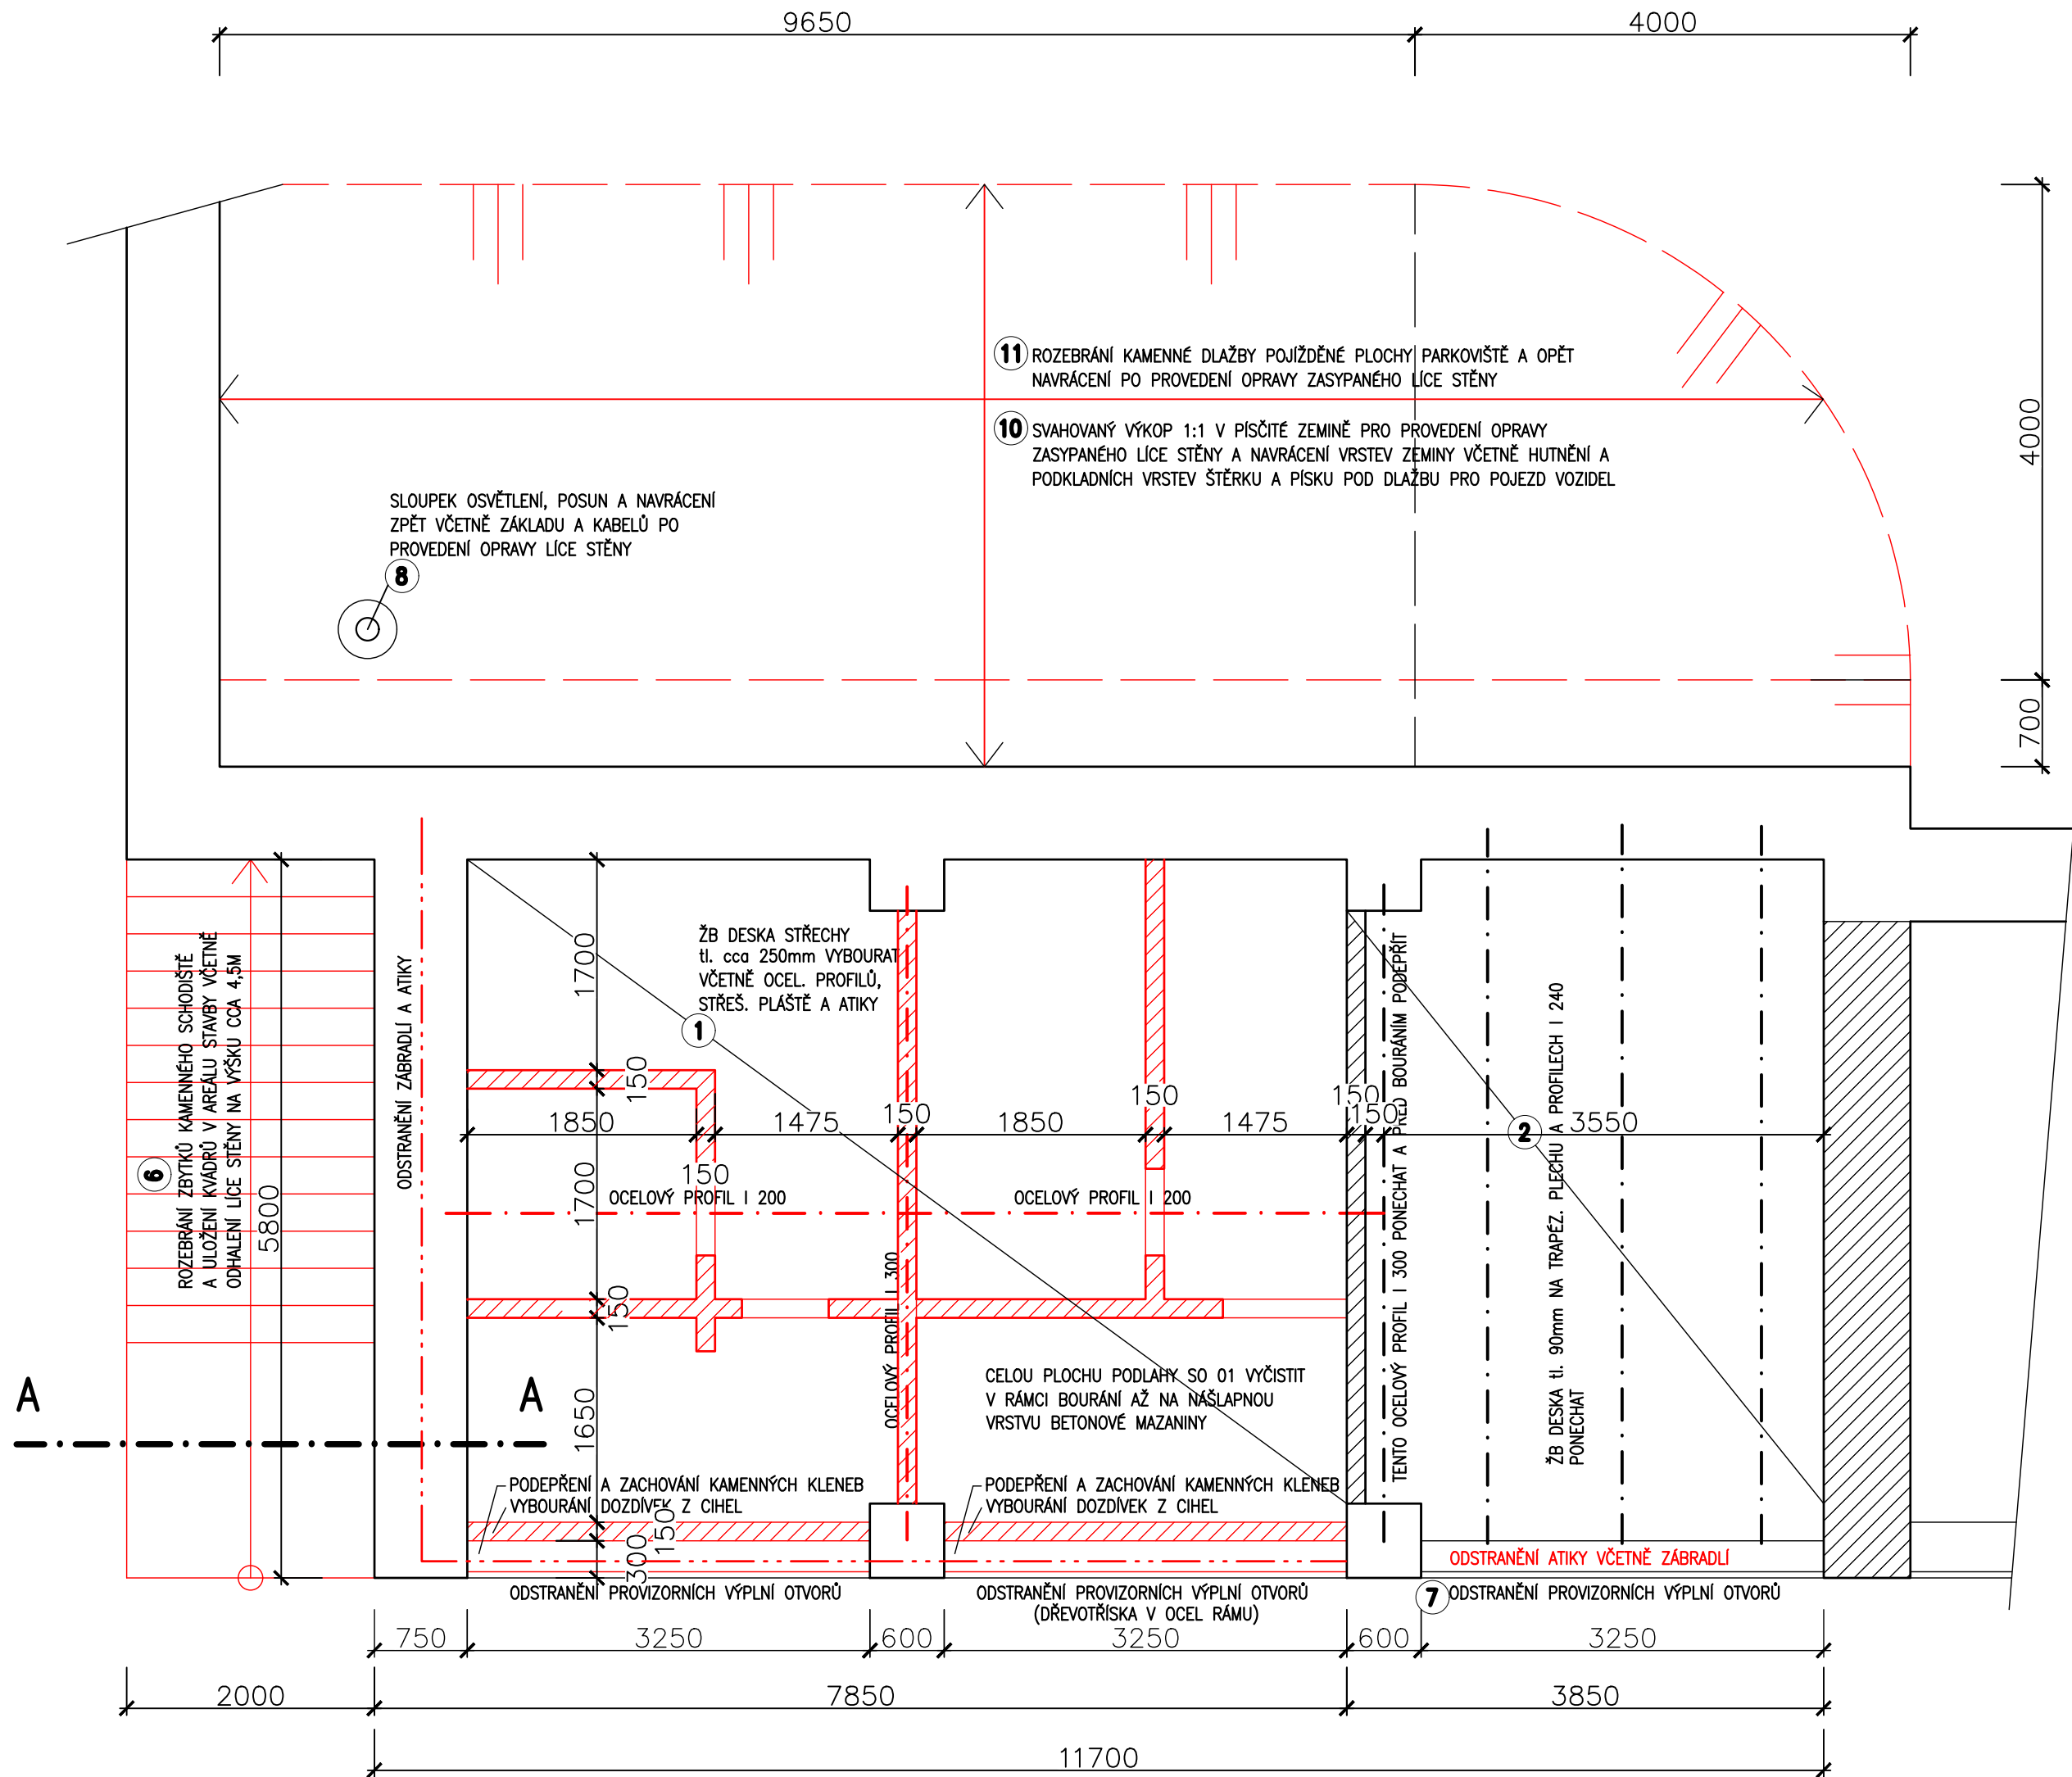 9650
4000
11
ROZEBRÁNÍ KAMENNÉ DLAŽBY POJÍŽDĚNÉ PLOCHY PARKOVIŠTĚ A OPĚT
NAVRÁCENÍ PO PROVEDENÍ OPRAVY ZASYPANÉHO LÍCE STĚNY
10
SVAHOVANÝ VÝKOP 1:1 V PÍSČITÉ ZEMINĚ PRO PROVEDENÍ OPRAVY
ZASYPANÉHO LÍCE STĚNY A NAVRÁCENÍ VRSTEV ZEMINY VČETNĚ HUTNĚNÍ A
PODKLADNÍCH VRSTEV ŠTĚRKU A PÍSKU POD DLAŽBU PRO POJEZD VOZIDEL
4000
700
SLOUPEK OSVĚTLENÍ, POSUN A NAVRÁCENÍ
ZPĚT VČETNĚ ZÁKLADU A KABELŮ PO
PROVEDENÍ OPRAVY LÍCE STĚNY
8
6
ROZEBRÁNÍ ZBYTKŮ KAMENNÉHO SCHODIŠTĚ
A ULOŽENÍ KVÁDRŮ V AREÁLU STAVBY VČETNĚ
ODHALENÍ LÍCE STĚNY NA VÝŠKU CCA 4,5M
5800
ODSTRANĚNÍ ZÁBRADLÍ A ATIKY
ŽB DESKA STŘECHY
tl. cca 250mm VYBOURAT
VČETNĚ OCEL. PROFILŮ,
STŘEŠ. PLÁŠTĚ A ATIKY
1
1700
150
1850
1475
150
1850
150
1475
150
150
3550
2
150
1700
OCELOVÝ PROFIL I 200
OCELOVÝ PROFIL I 200
OCELOVÝ PROFIL I 300
TENTO OCELOVÝ PROFIL I 300 PONECHAT A PŘED BOURÁNÍM PODEPŘÍT
ŽB DESKA tl. 90mm NA TRAPÉZ. PLECHU A PROFILECH I 240
PONECHAT
150
1650
CELOU PLOCHU PODLAHY SO 01 VYČISTIT
V RÁMCI BOURÁNÍ AŽ NA NÁŠLAPNOU
VRSTVU BETONOVÉ MAZANINY
A
A
PODEPŘENÍ A ZACHOVÁNÍ KAMENNÝCH KLENEB
VYBOURÁNÍ DOZDÍVEK Z CIHEL
PODEPŘENÍ A ZACHOVÁNÍ KAMENNÝCH KLENEB
VYBOURÁNÍ DOZDÍVEK Z CIHEL
150
300
ODSTRANĚNÍ ATIKY VČETNĚ ZÁBRADLÍ
ODSTRANĚNÍ PROVIZORNÍCH VÝPLNÍ OTVORŮ
ODSTRANĚNÍ PROVIZORNÍCH VÝPLNÍ OTVORŮ
(DŘEVOTŘÍSKA V OCEL RÁMU)
7
ODSTRANĚNÍ PROVIZORNÍCH VÝPLNÍ OTVORŮ
750
3250
600
3250
600
3250
2000
7850
3850
11700